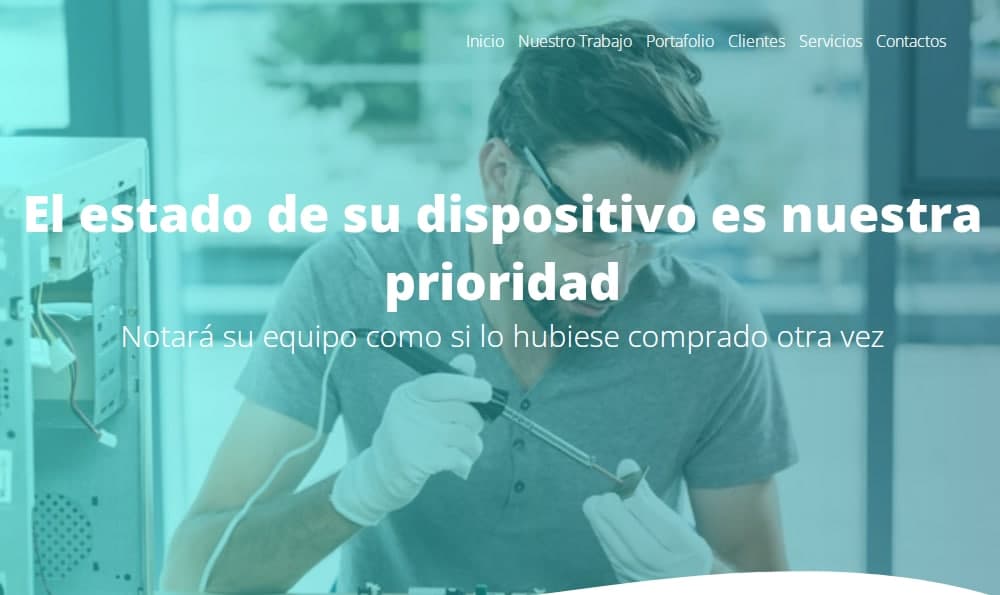 Inicio Nuestro Trabajo Portafolio Clientes Servicios Contactos
El estado de su dispositivo es nuestra
prioridad
Notará su equipo como si lo hubiese comprado otra vez